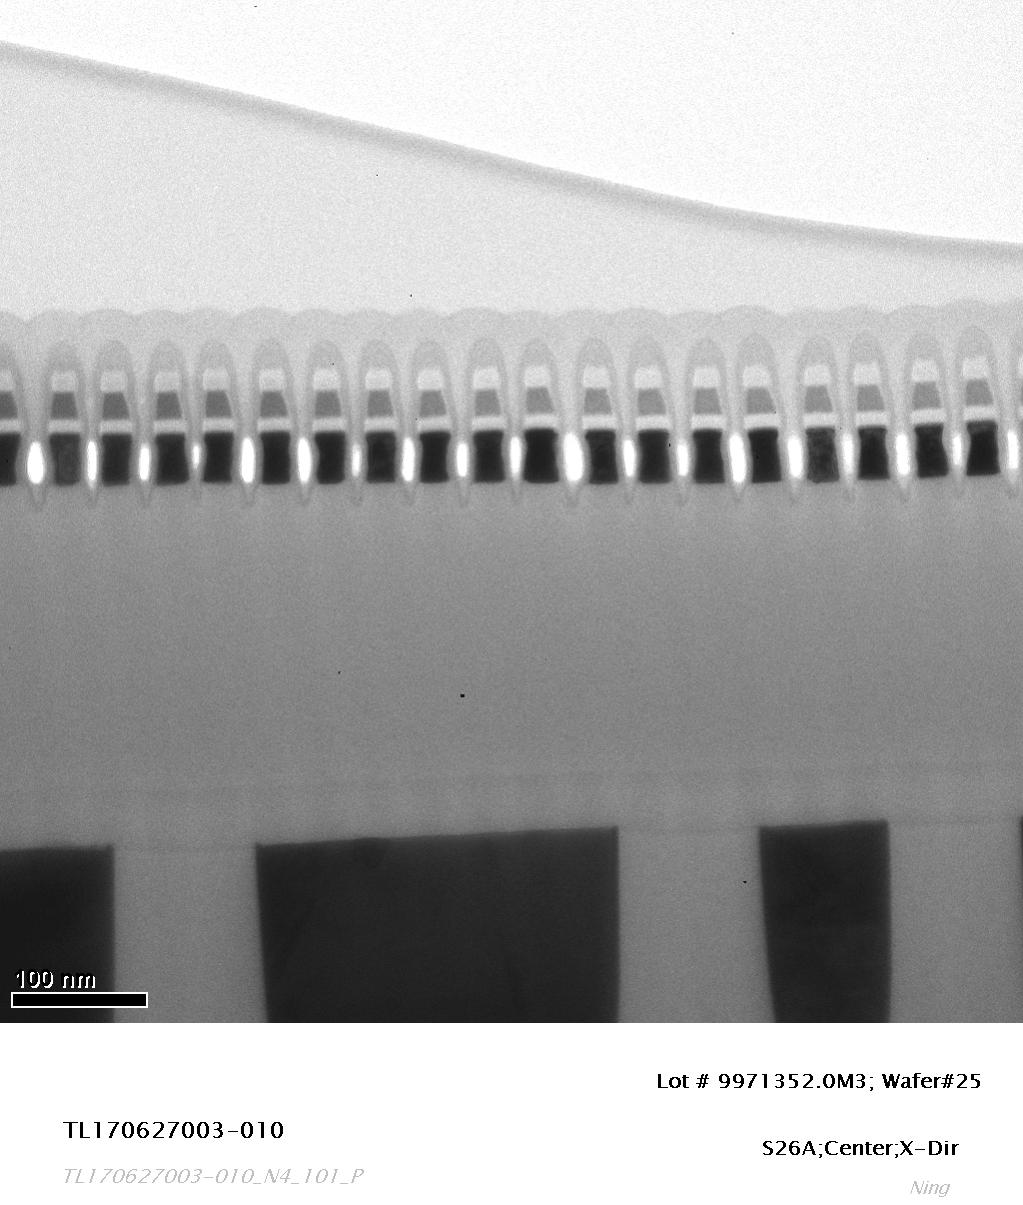 100 nm
Lot # 9971352.0M3; Wafer#25
TL170627003-010
S26A;Center;X-Dir
TL170627003-010_N4_101_P
Ning